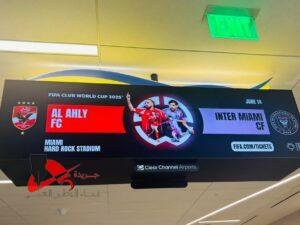 EXIT
FIFA CLUB WORLD CUP 2025
JUNE 14
AL AHLY
FC
INTER MIAMI
CF
MIAMI
HARD ROCK STADIUM
FIFA.COM/TICKETS
Clear Channel Airports
جريدة